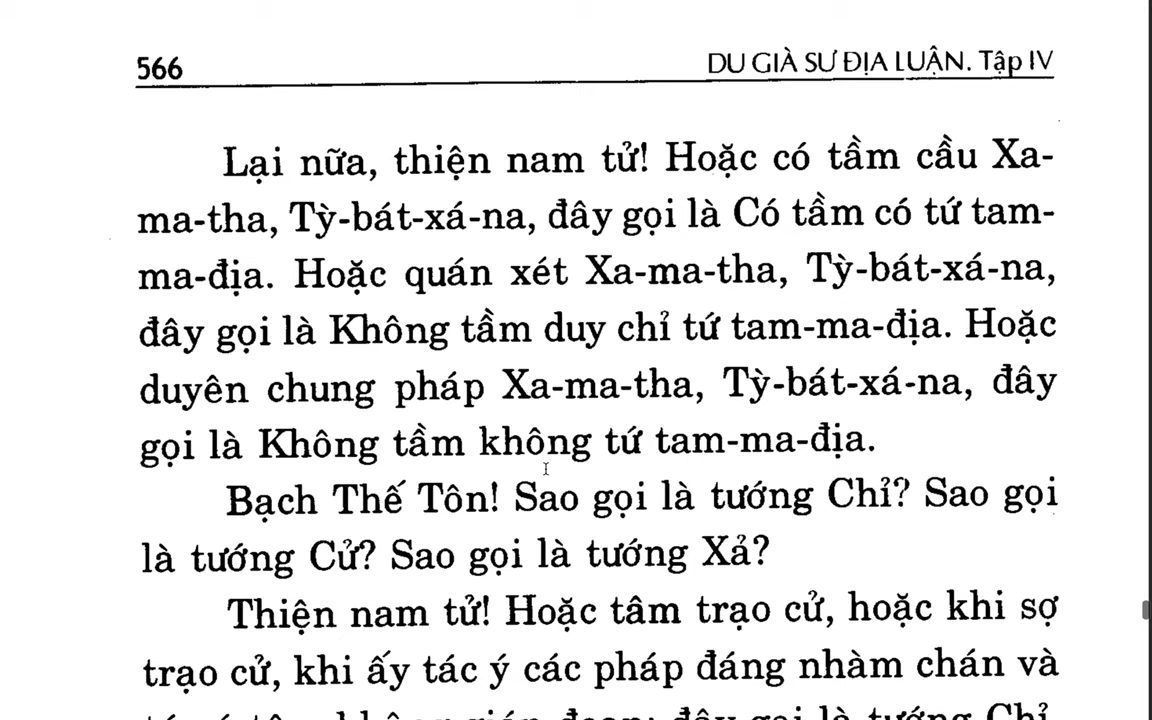 566
DU GIÀ SƯ ĐỊA LUẬN. Tập IV
Lại nữa, thiện nam tử! Hoặc có tầm cầu Xa-
ma-tha, Tỳ-bát-xá-na, đây gọi là Có tầm có tứ tam-
ma-địa. Hoặc quán xét Xa-ma-tha, Tỳ-bát-xá-na,
đây gọi là Không tầm duy chỉ tứ tam-ma-địa. Hoặc
duyên chung pháp Xa-ma-tha, Tỳ-bát-xá-na, đây
gọi là Không tầm không tứ tam-ma-địa.
Bạch Thế Tôn! Sao gọi là tướng Chỉ? Sao gọi
là tướng Cử? Sao gọi là tướng Xả?
Thiện nam tử! Hoặc tâm trạo cử, hoặc khi sợ
trạo cử, khi ấy tác ý các pháp đáng nhàm chán và
đây gọi là tướng Chỉ